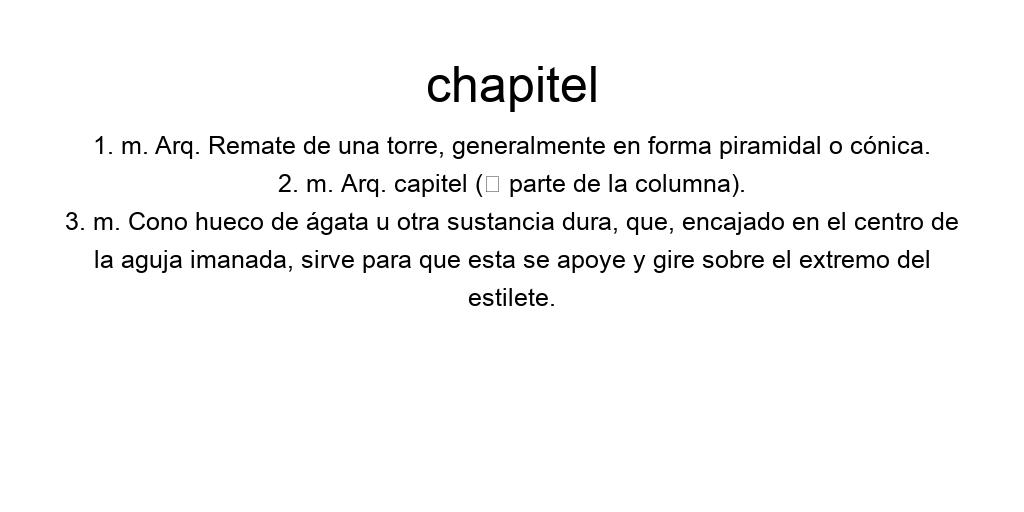 chapitel
1. m. Arq. Remate de una torre, generalmente en forma piramidal o cónica.
2. m. Arq. capitel (□ parte de la columna).
3. m. Cono hueco de ágata u otra sustancia dura, que, encajado en el centro de
la aguja imanada, sirve para que esta se apoye y gire sobre el extremo del
estilete.